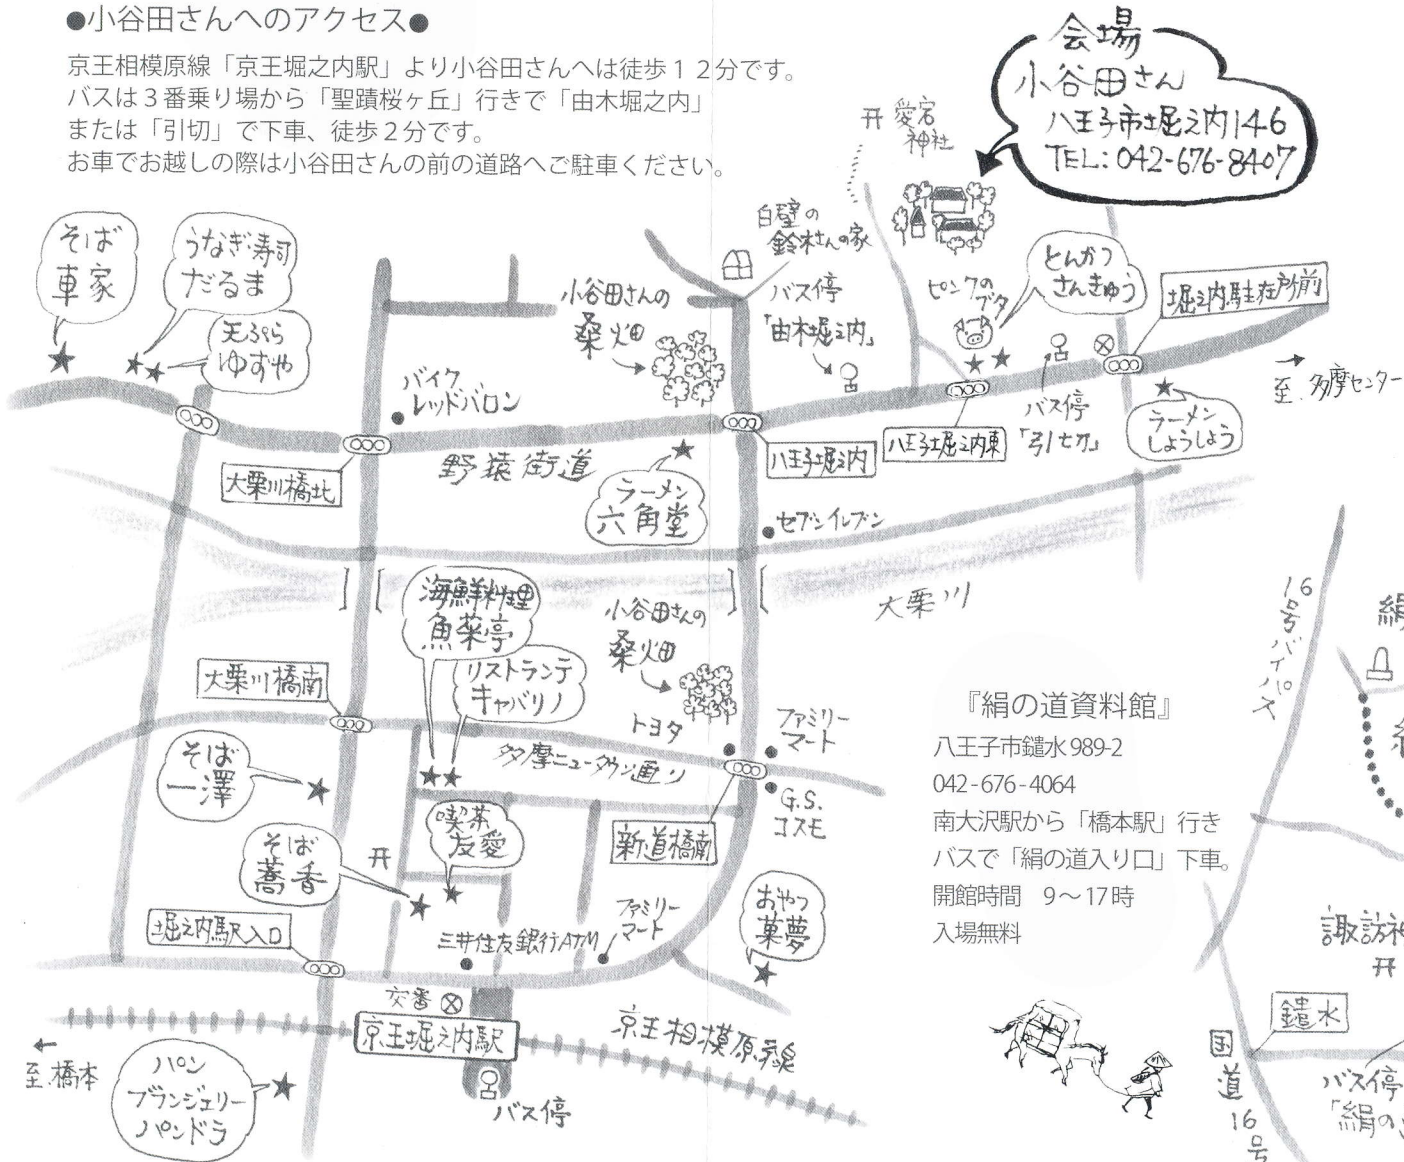 ●小谷田さんへのアクセス●
京王相模原線「京王堀之内駅」より小谷田さんへは徒歩１２分です。
バスは３番乗り場から「聖蹟桜ヶ丘」行きで「由木堀之内」
または「引切」で下車、徒歩２分です。
お車でお越しの際は小谷田さんの前の道路へご駐車ください。
会場
小谷田さん
八王子市堀之内146
TEL:042-676-8407
愛宕
神社
そば
車家
うなぎ・寿司
だるま
天ぷら
ゆずや
白壁の
鈴木さんの家
小谷田さんの
桑畑
バス停
「由木堀之内」
ピンクの
ブタ
とんかつ
さんきゅう
堀之内駐在所前
至.多摩センター
バイク
レッドバロン
大栗川橋北
野猿街道
ラーメン
六角堂
八王子堀之内
八王子堀之内東
バス停
「引切」
ラーメン
しょうしょう
セブンイレブン
大栗川
海鮮料理
魚菜亭
リストランテ
キャバリノ
小谷田さんの
桑畑
大栗川橋南
トヨタ
ファミリー
マート
多摩ニュータウン通り
G.S.
コスモ
そば
一澤
喫茶
友愛
新道橋南
そば
蕎香
おやつ
菓夢
堀之内駅入口
三井住友銀行ATM
ファミリー
マート
交番
京王堀之内駅
京王相模原線
至.橋本
パン
ブランジェリー
パンドラ
バス停
『絹の道資料館』
八王子市鑓水989-2
042-676-4064
南大沢駅から「橋本駅」行き
バスで「絹の道入り口」下車。
開館時間　9～17時
入場無料
16号バイパス
絹
諏訪神
鑓水
国道16号
バス停
「絹の